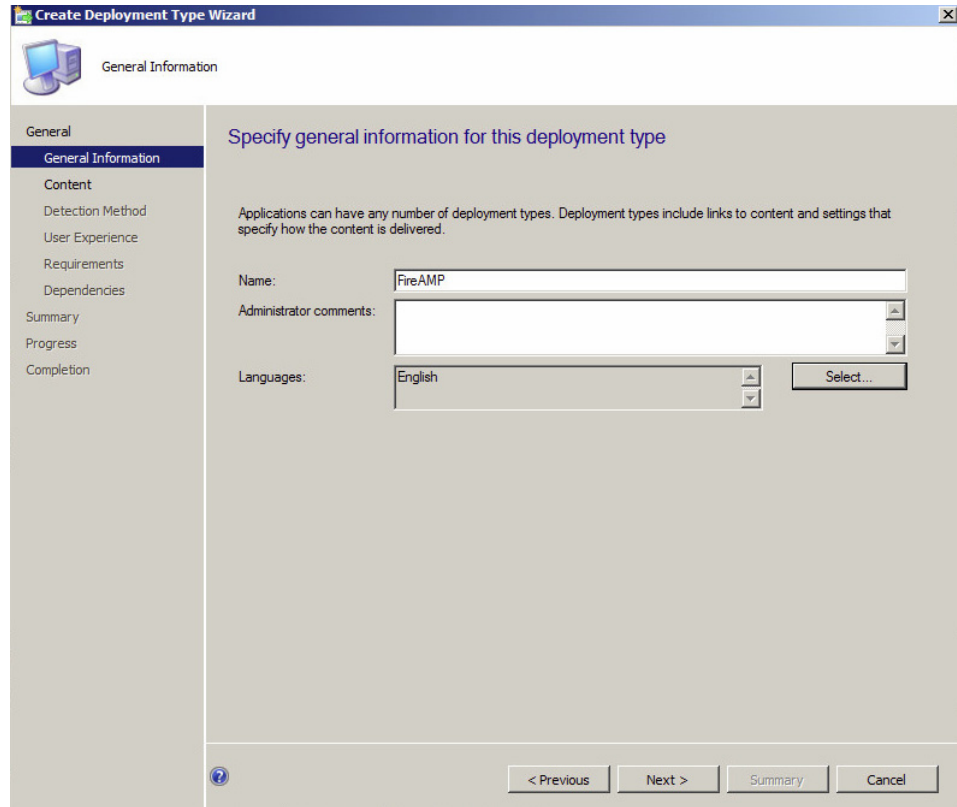 Create Deployment Type Wizard
General Information
General
General Information
Content
Detection Method
User Experience
Requirements
Dependencies
Summary
Progress
Completion
Specify general information for this deployment type
Applications can have any number of deployment types. Deployment types include links to content and settings that
specify how the content is delivered.
Name: FireAMP
Administrator comments:
Languages: English Select...
< Previous Next > Summary Cancel